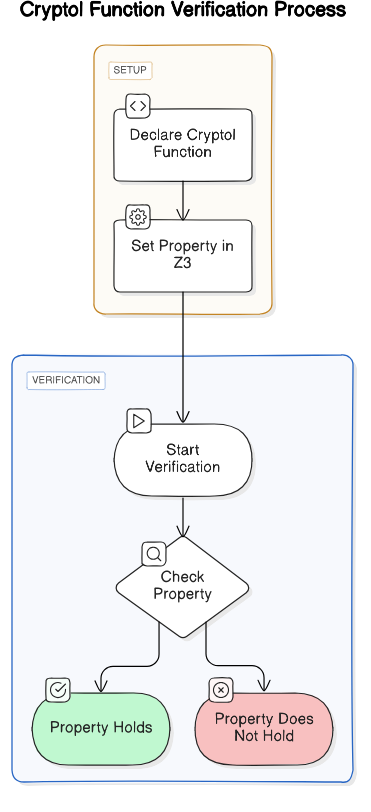 Cryptol Function Verification Process
SETUP
Declare Cryptol
Function
Set Property in
Z3
VERIFICATION
Start
Verification
Check
Property
Property Holds
Property Does
Not Hold